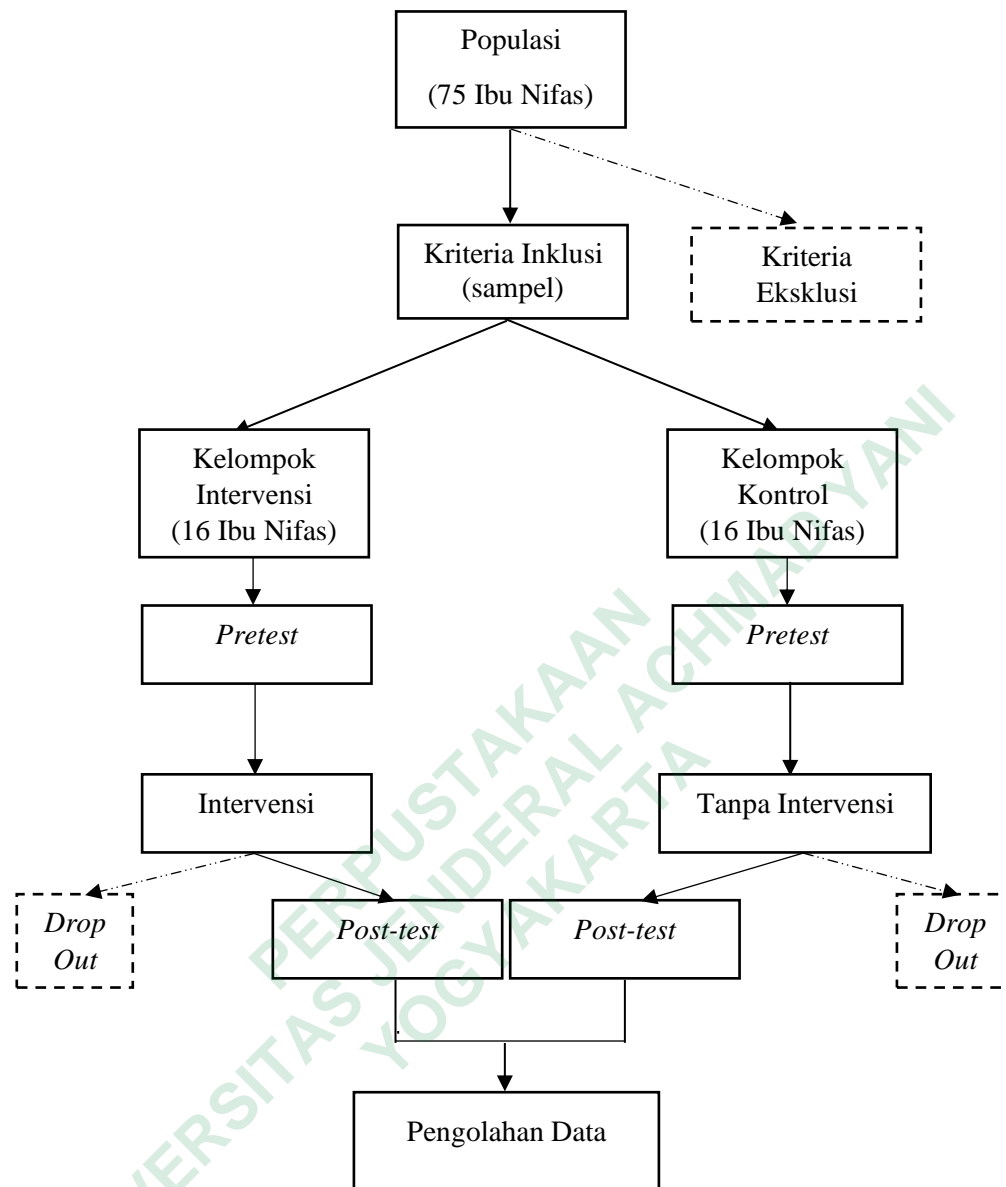 Populasi
(75 Ibu Nifas)
Kriteria Inklusi
(sampel)
Kriteria
Eksklusi
Kelompok
Intervensi
(16 Ibu Nifas)
Kelompok
Kontrol
(16 Ibu Nifas)
Pretest
Pretest
Intervensi
Tanpa Intervensi
Drop
Out
Post-test
Post-test
Drop
Out
Pengolahan Data
PERPUSTAKAAN
VERSITAS JENDERAL ACHMAD YANI
YOGYAKARTA